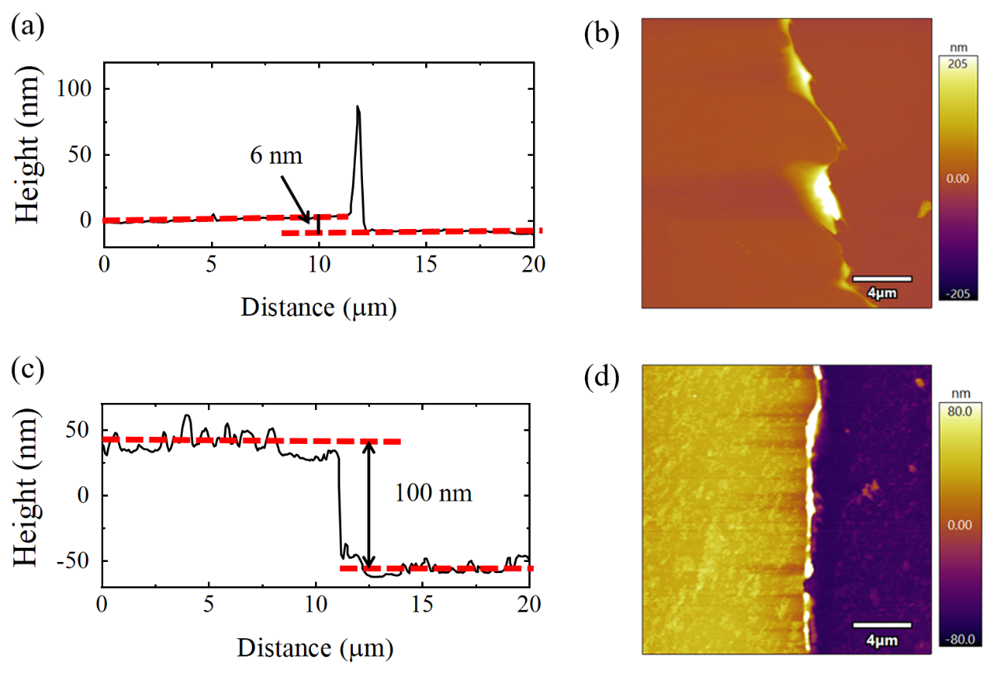 (a)
Height (nm)
100
50
0
6 nm
0 5 10 15 20
Distance (μm)
(b)
nm
205
0.00
-205
4μm
(c)
Height (nm)
50
0
-50
100 nm
0 5 10 15 20
Distance (μm)
(d)
nm
80.0
0.00
-80.0
4μm